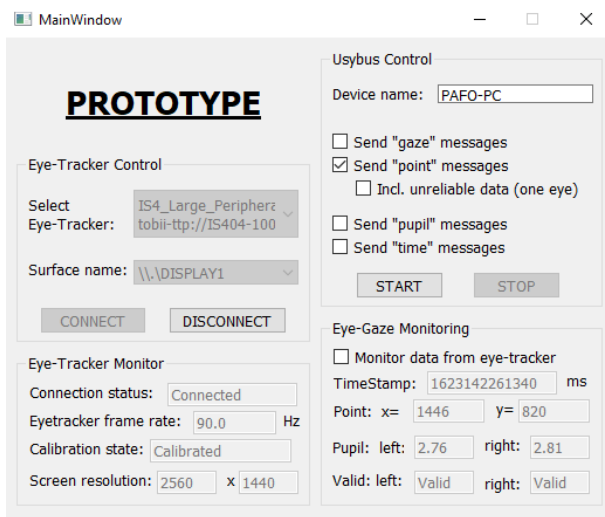 MainWindow
PROTOTYPE
Eye-Tracker Control
Select
Eye-Tracker:
IS4_Large_Periphera
tobii-ttp://IS404-100
Surface name: \\.\DISPLAY1
CONNECT DISCONNECT
Eye-Tracker Monitor
Connection status: Connected
Eyetracker frame rate: 90.0 Hz
Calibration state: Calibrated
Screen resolution: 2560 x 1440
Usybus Control
Device name: PAFO-PC
Send "gaze" messages
Send "point" messages
Incl. unreliable data (one eye)
Send "pupil" messages
Send "time" messages
START STOP
Eye-Gaze Monitoring
Monitor data from eye-tracker
TimeStamp: 1623142261340 ms
Point: x= 1446 y= 820
Pupil: left: 2.76 right: 2.81
Valid: left: Valid right: Valid